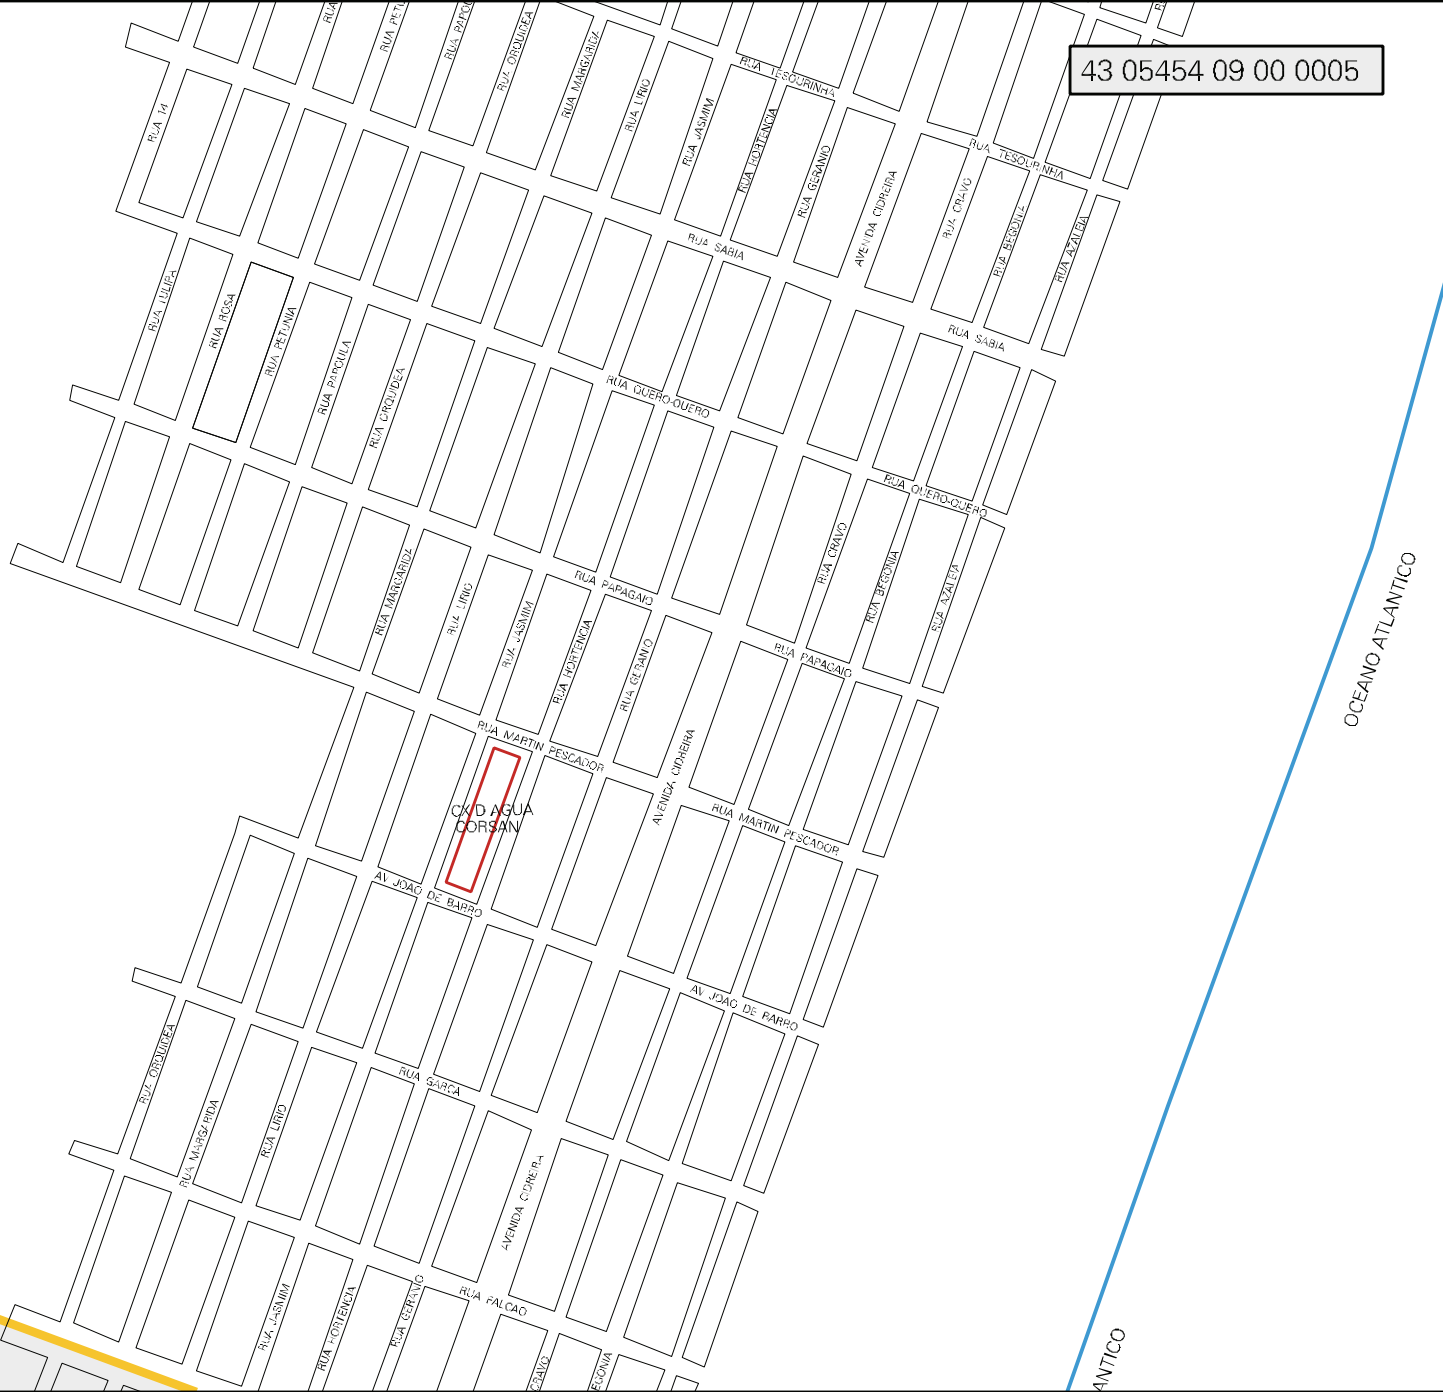 43 05454 09 00 0005
RUA
RUA ORQUIDEA
RUA MARGARIDA
RUA LIRIO
RUA JASMIM
RUA HORTENCIA
RUA GERANIO
RUA TESOURINHA
RUA 14
AVENIDA CIDREIRA
RUA CRAVO
RUA BEGONIA
RUA AZALEIA
RUA TESOURINHA
RUA SABIA
RUA SABIA
RUA TULIPA
RUA ROSA
RUA PETUNIA
RUA PAPOULA
RUA ORQUIDEA
RUA QUERO-QUERO
RUA QUERO-QUERO
RUA MARGARIDA
RUA LIRIO
RUA JASMIM
RUA HORTENCIA
RUA GERANIO
RUA PAPAGAIO
RUA CRAVO
RUA BEGONIA
RUA AZALEIA
RUA PAPAGAIO
OCEANO ATLANTICO
RUA MARTIN PESCADOR
AVENIDA CIDREIRA
RUA MARTIN PESCADOR
CX D AGUA
CORSAN
AV JOAO DE BARRO
AV JOAO DE BARRO
RUA ORQUIDEA
RUA MARGARIDA
RUA LIRIO
RUA GARCA
AVENIDA CIDREIRA
RUA JASMIM
RUA HORTENCIA
RUA GERANIO
RUA FALCAO
CRAVO
EGONIA
ANTICO